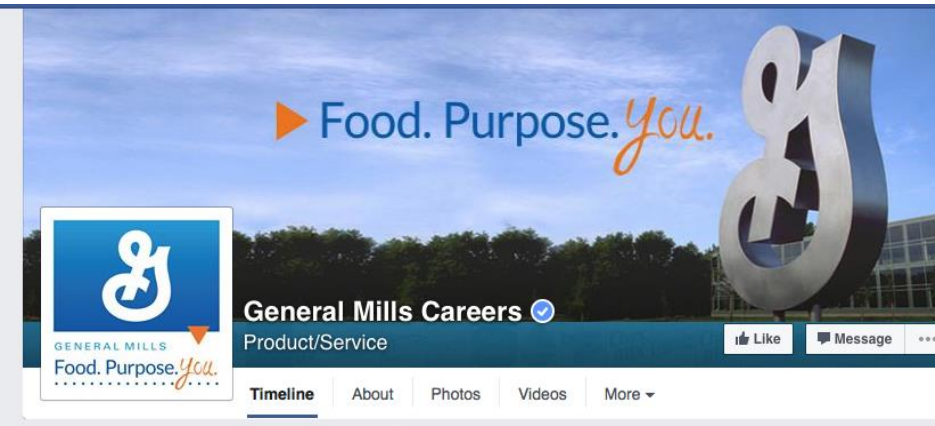 Food. Purpose. You.
GENERAL MILLS
Food. Purpose. You.
General Mills Careers
Product/Service
Like
Message
Timeline
About
Photos
Videos
More